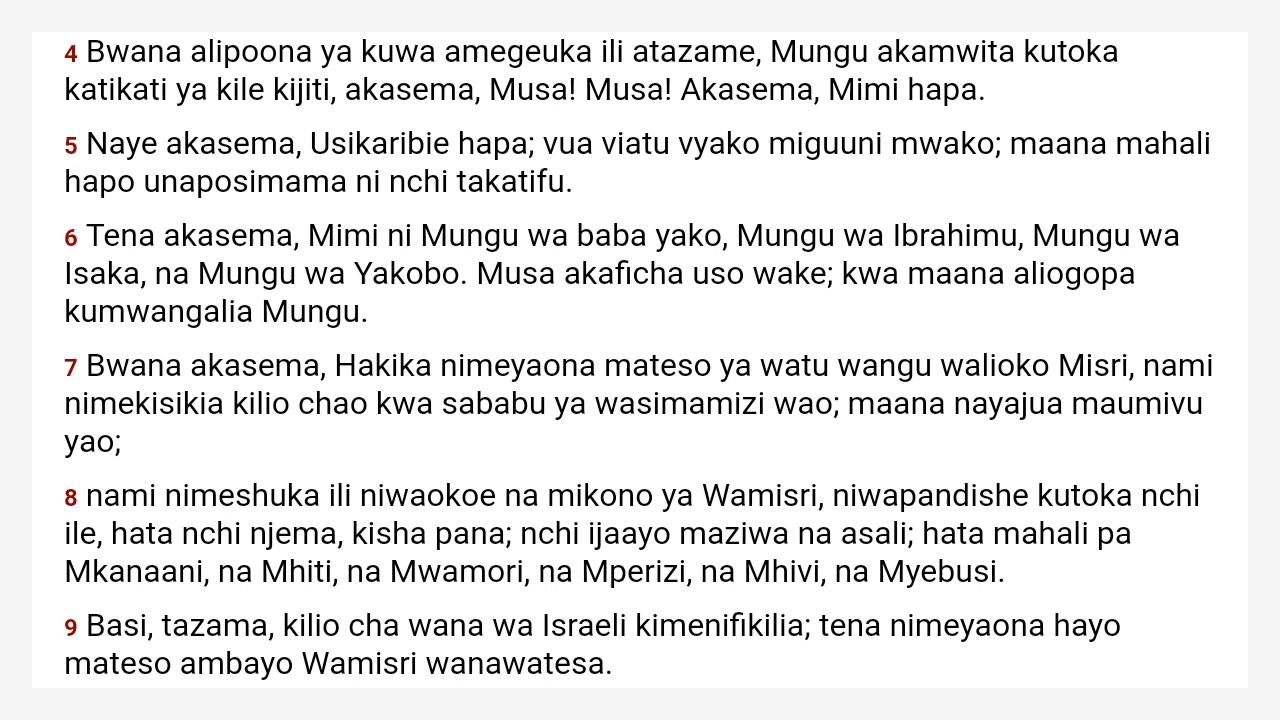 4 Bwana alipoona ya kuwa amegeuka ili atazame, Mungu akamwita kutoka
katikati ya kile kijiti, akasema, Musa! Musa! Akasema, Mimi hapa.
5 Naye akasema, Usikaribie hapa; vua viatu vyako miguuni mwako; maana mahali
hapo unaposimama ni nchi takatifu.
6 Tena akasema, Mimi ni Mungu wa baba yako, Mungu wa Ibrahimu, Mungu wa
Isaka, na Mungu wa Yakobo. Musa akaficha uso wake; kwa maana aliogopa
kumwangalia Mungu.
7 Bwana akasema, Hakika nimeyaona mateso ya watu wangu walioko Misri, nami
nimekisikia kilio chao kwa sababu ya wasimamizi wao; maana nayajua maumivu
yao;
8 nami nimeshuka ili niwaokoe na mikono ya Wamisri, niwapandishe kutoka nchi
ile, hata nchi njema, kisha pana; nchi ijaayo maziwa na asali; hata mahali pa
Mkanaani, na Mhiti, na Mwamori, na Mperizi, na Mhivi, na Myebusi.
9 Basi, tazama, kilio cha wana wa Israeli kimenifikilia; tena nimeyaona hayo
mateso ambayo Wamisri wanawatesa.